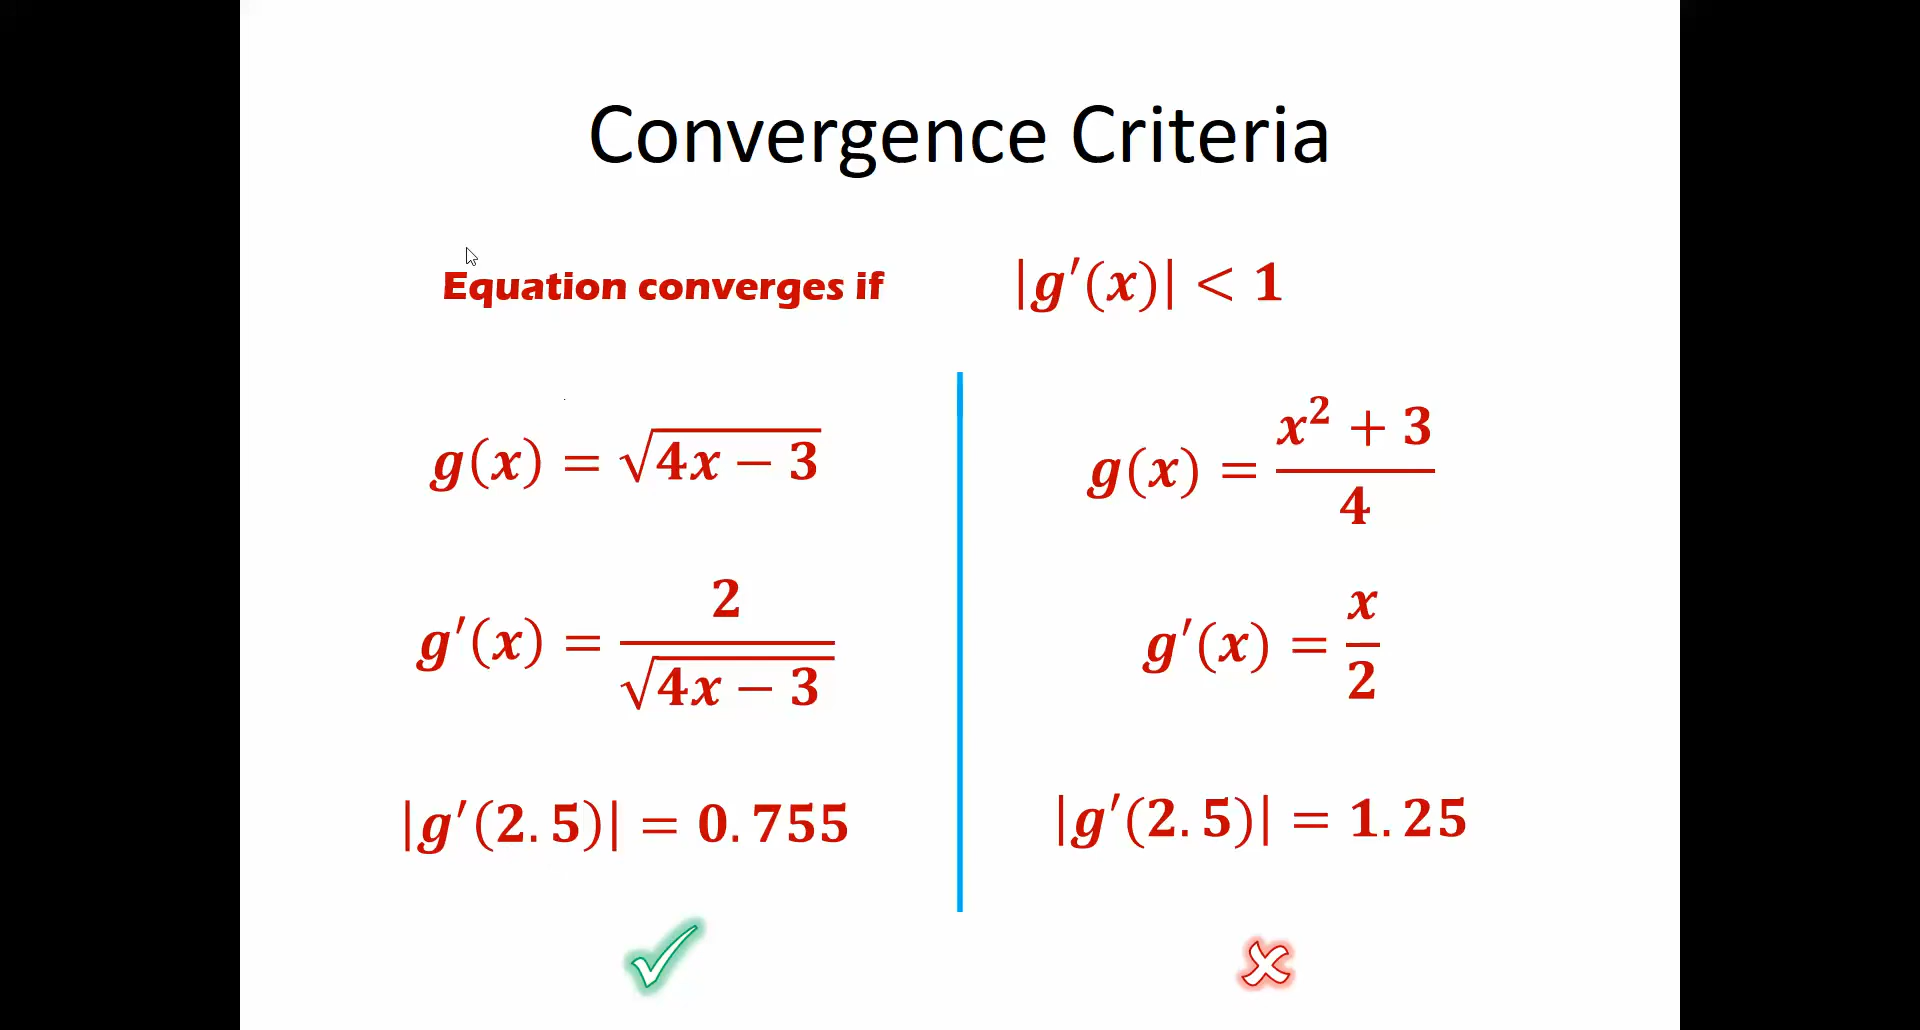 Convergence Criteria
Equation converges if |g′(x)| < 1
g(x) = √(4x − 3)
g′(x) = 2/√(4x − 3)
|g′(2.5)| = 0.755
g(x) = (x² + 3)/4
g′(x) = x/2
|g′(2.5)| = 1.25